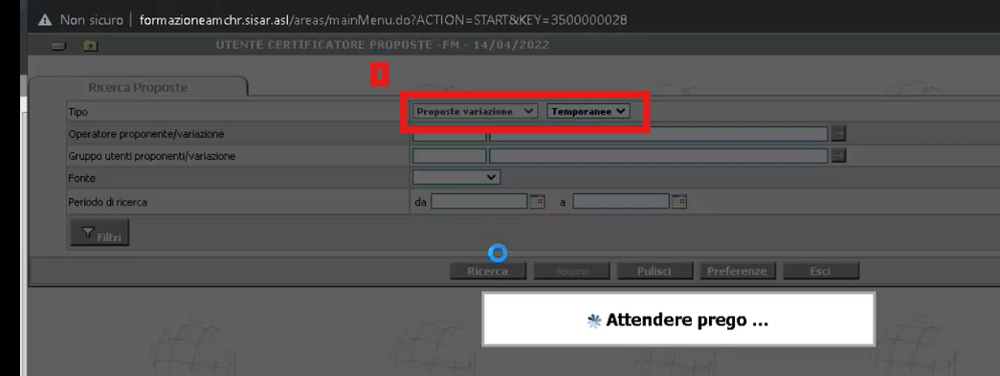 Non sicuro | formazioneamchr.sisar.asl/areas/mainMenu.do?ACTION=START&KEY=3500000028
UTENTE CERTIFICATORE PROPOSTE -FM - 14/04/2022
1
Ricerca Proposte
Tipo Proposte variazione Temporanee
Operatore proponente/variazione
Gruppo utenti proponenti/variazione
Fonte
Periodo di ricerca da a
Filtri
Ricerca Nuovo Pulisci Preferenze Esci
Attendere prego ...